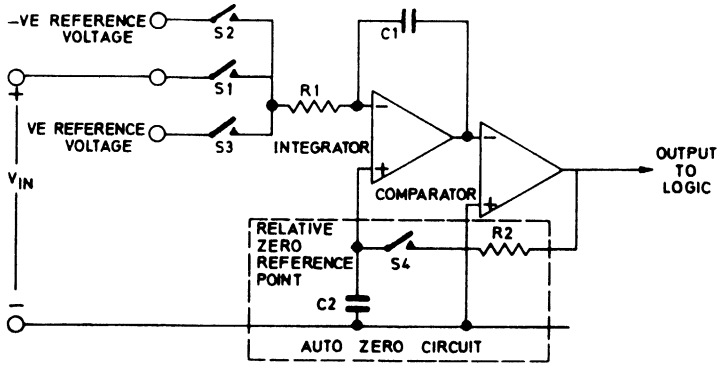 -VE REFERENCE
VOLTAGE
S2
C1
+
S1
R1
VE REFERENCE
VOLTAGE
S3
INTEGRATOR
-
+
-
+
COMPARATOR
OUTPUT
TO
LOGIC
VIN
RELATIVE
ZERO
REFERENCE
POINT
S4
R2
C2
-
AUTO ZERO CIRCUIT